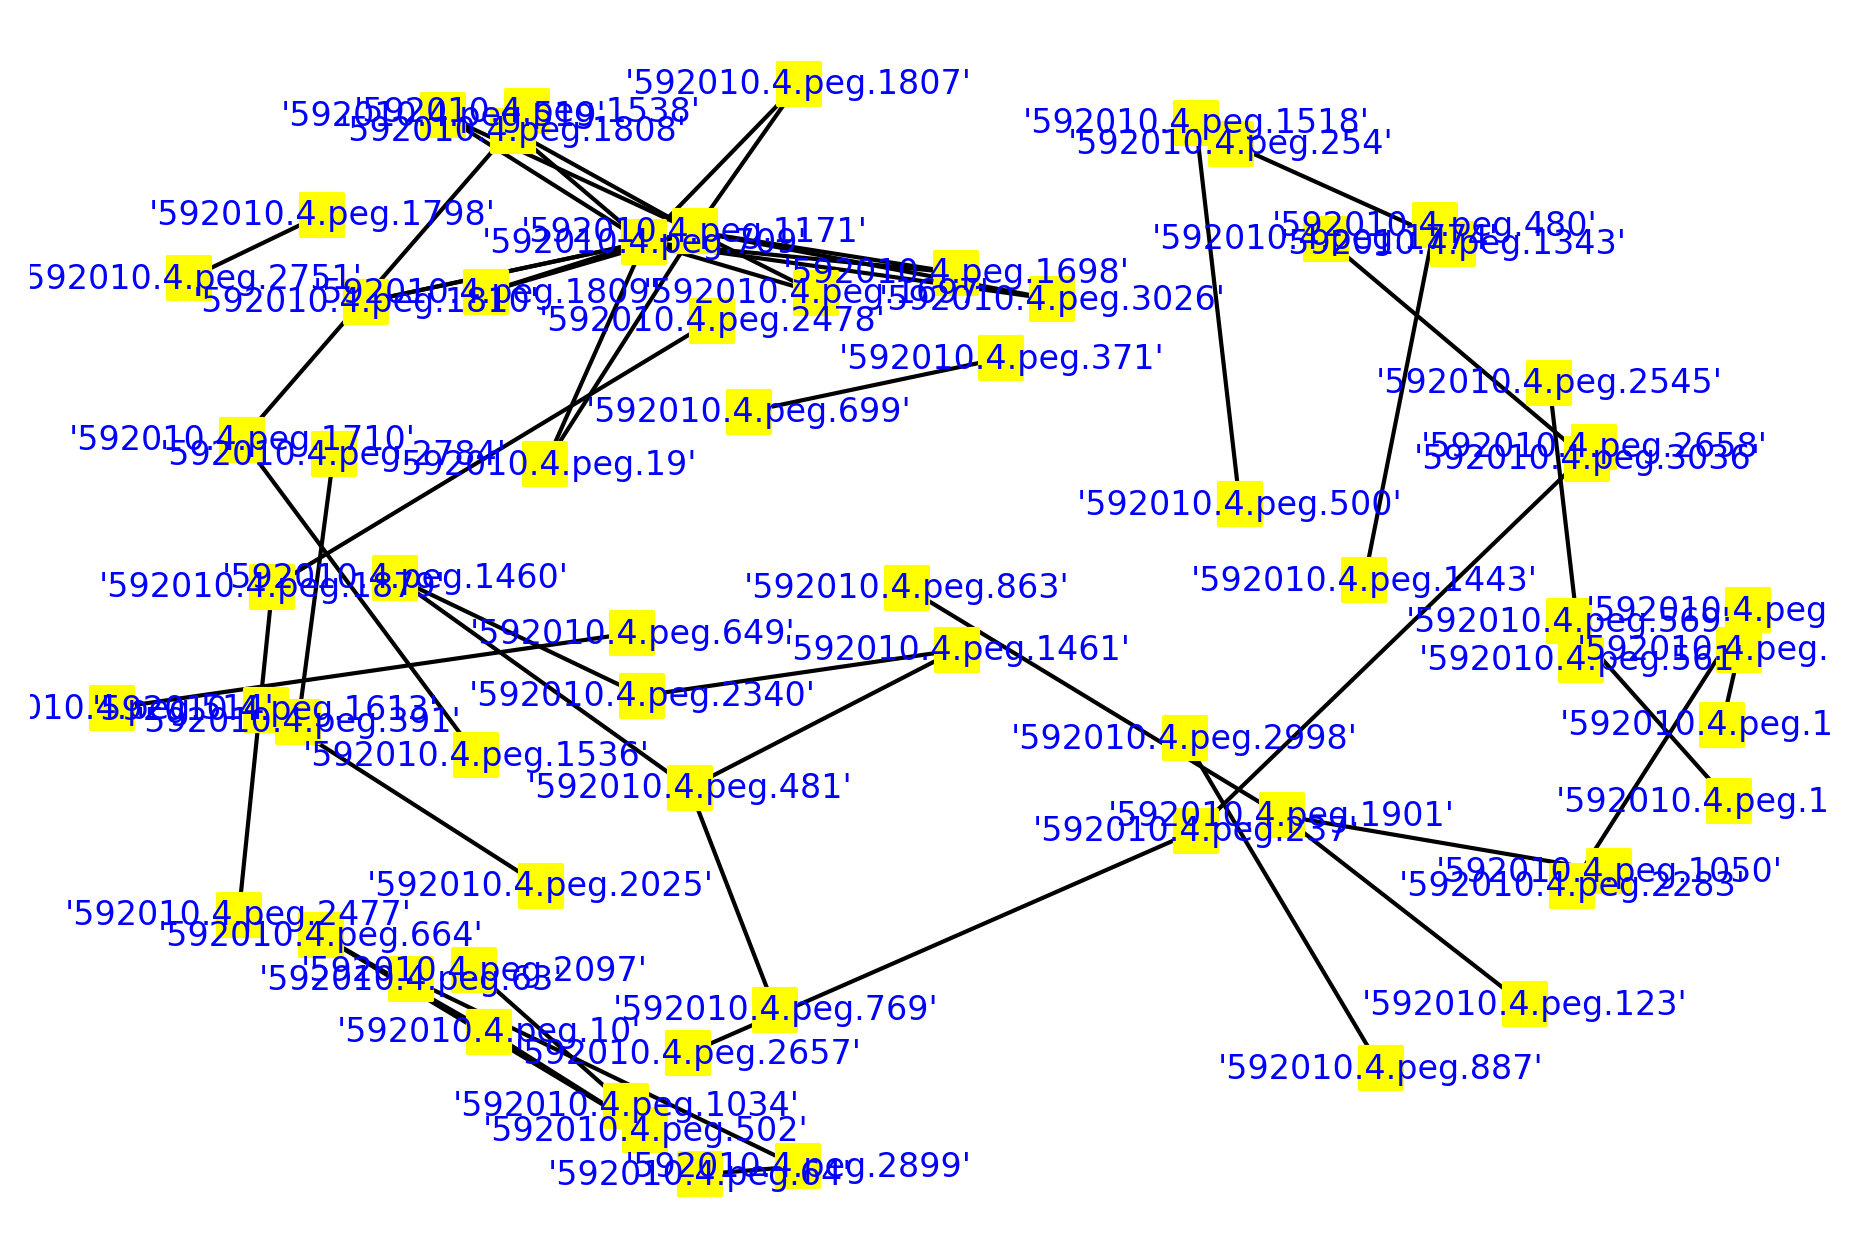 '592010.4.peg.1807'
'592010.4.peg.1538'
'592010.4.peg.519'
'592010.4.peg.1808'
'592010.4.peg.1518'
'592010.4.peg.254'
'592010.4.peg.1798'
'592010.4.peg.1171'
'592010.4.peg.480'
'592010.4.peg.1343'
592010.4.peg.2751'
'592010.4.peg.1698'
'592010.4.peg.1809'
'592010.4.peg.1697'
'592010.4.peg.1810'
'592010.4.peg.3026'
'592010.4.peg.2478'
'592010.4.peg.371'
'592010.4.peg.2545'
'592010.4.peg.699'
'592010.4.peg.1710'
'592010.4.peg.2784'
'592010.4.peg.19'
'592010.4.peg.2658'
'592010.4.peg.3036'
'592010.4.peg.500'
'592010.4.peg.1460'
'592010.4.peg.1879'
'592010.4.peg.863'
'592010.4.peg.1443'
'592010.4.peg
'592010.4.peg.569'
'592010.4.peg.649'
'592010.4.peg.1461'
'592010.4.peg.
'592010.4.peg.561'
'592010.4.peg.2340'
010.4.peg.514'
'592010.4.peg.1613'
'592010.4.peg.391'
'592010.4.peg.1
'592010.4.peg.2998'
'592010.4.peg.1536'
'592010.4.peg.481'
'592010.4.peg.1
'592010.4.peg.1901'
'592010.4.peg.237'
'592010.4.peg.1050'
'592010.4.peg.2025'
'592010.4.peg.2283'
'592010.4.peg.2477'
'592010.4.peg.664'
'592010.4.peg.2097'
'592010.4.peg.63'
'592010.4.peg.769'
'592010.4.peg.123'
'592010.4.peg.10'
'592010.4.peg.2657'
'592010.4.peg.887'
'592010.4.peg.1034'
'592010.4.peg.502'
'592010.4.peg.2899'
'592010.4.peg.64'